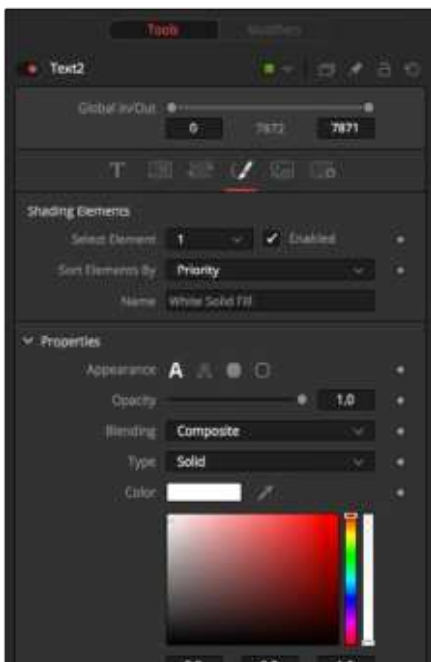 Tools Modifiers
Text2
Global In/Out
0 7872 7871
T
Shading Elements
Select Element 1 Enabled
Sort Elements By Priority
Name White Solid Fill
Properties
Appearance A A
Opacity 1.0
Blending Composite
Type Solid
Color